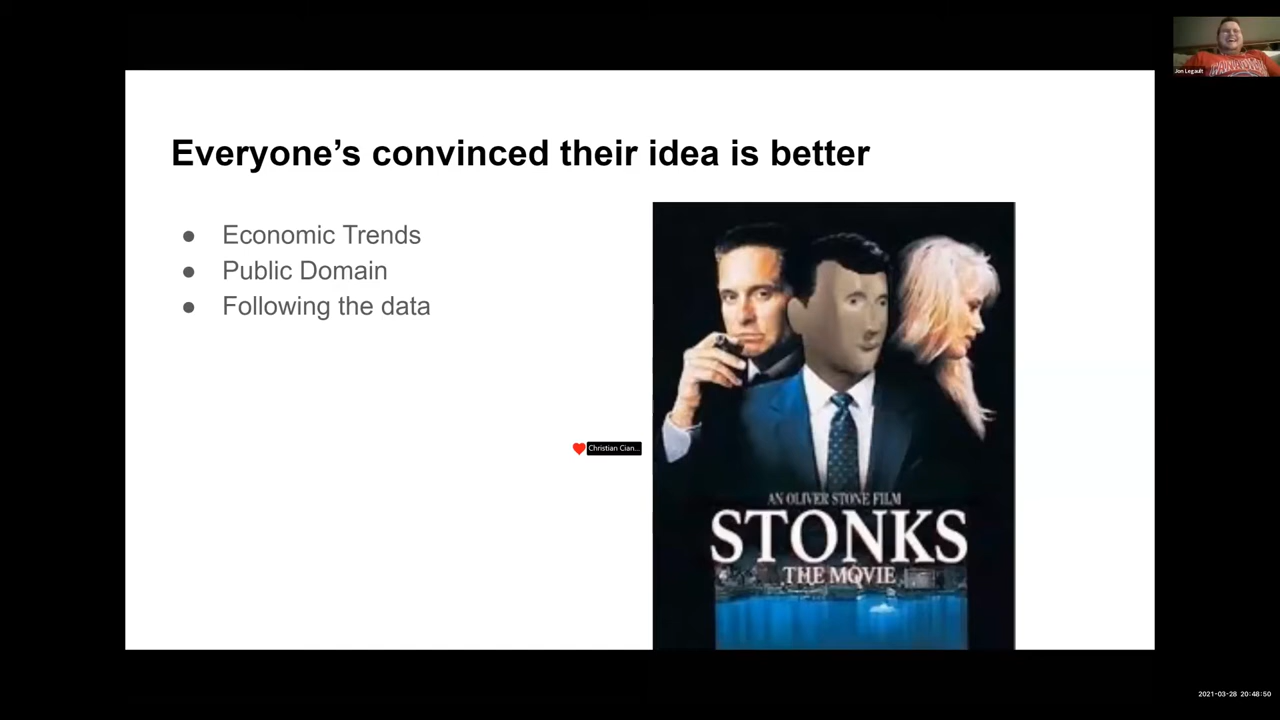 Jon Legault
Everyone's convinced their idea is better
Economic Trends
Public Domain
Following the data
Christian Cian...
AN OLIVER STONE FILM
STONKS
THE MOVIE
2021-03-28 20:48:50